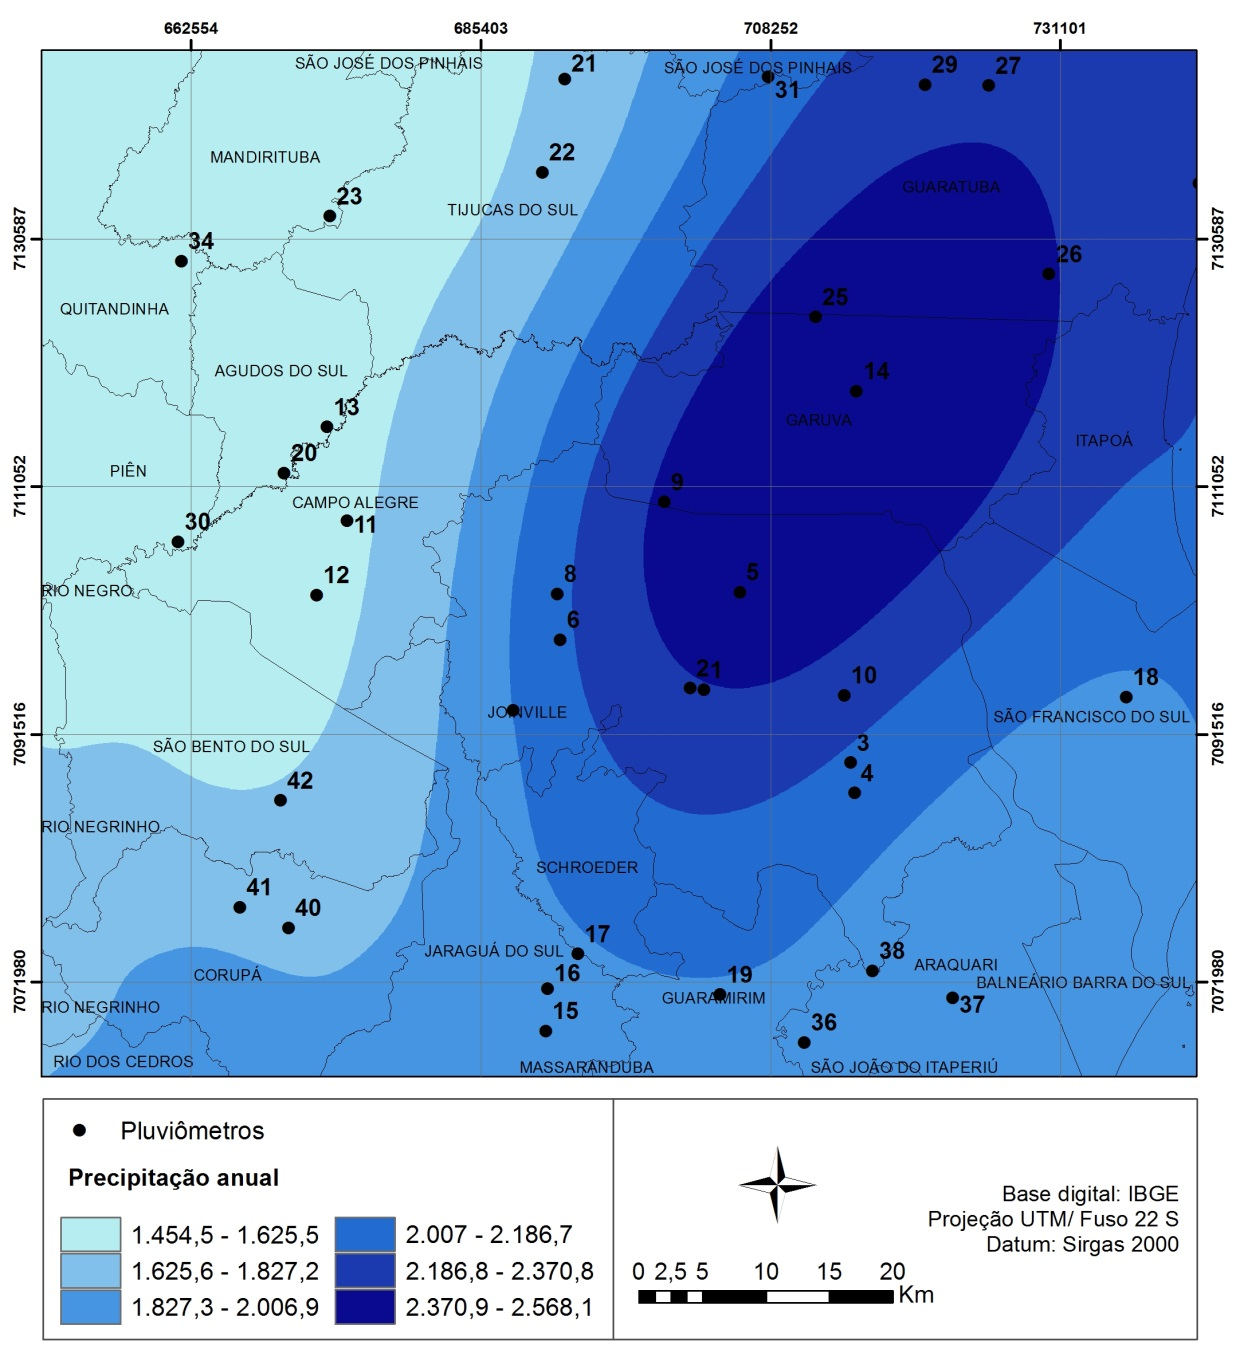 662554 685403 708252 731101
SÃO JOSÉ DOS PINHAIS 21 SÃO JOSÉ DOS PINHAIS 29 27
31
MANDIRITUBA 22
GUARATUBA
23 TIJUCAS DO SUL
7130587 34 7130587
26
QUITANDINHA 25
AGUDOS DO SUL 14
13 GARUVA
ITAPOÁ
20
PIÊN 9
7111052 7111052
CAMPO ALEGRE
30 11
12 8 5
RIO NEGRO
6
21 10 18
JOINVILLE SÃO FRANCISCO DO SUL
7091516 7091516
SÃO BENTO DO SUL 3
42 4
RIO NEGRINHO
SCHROEDER
41
40
17
JARAGUÁ DO SUL 38
ARAQUARI
CORUPÁ 16 19
7071980 BALNEÁRIO BARRA DO SUL 7071980
GUARAMIRIM
RIO NEGRINHO 37
15 36
RIO DOS CEDROS
MASSARANDUBA SÃO JOÃO DO ITAPERIÚ
Pluviômetros
Precipitação anual
1.454,5 - 1.625,5
1.625,6 - 1.827,2
1.827,3 - 2.006,9
2.007 - 2.186,7
2.186,8 - 2.370,8
2.370,9 - 2.568,1
Base digital: IBGE
Projeção UTM/ Fuso 22 S
Datum: Sirgas 2000
0 2,5 5 10 15 20
Km